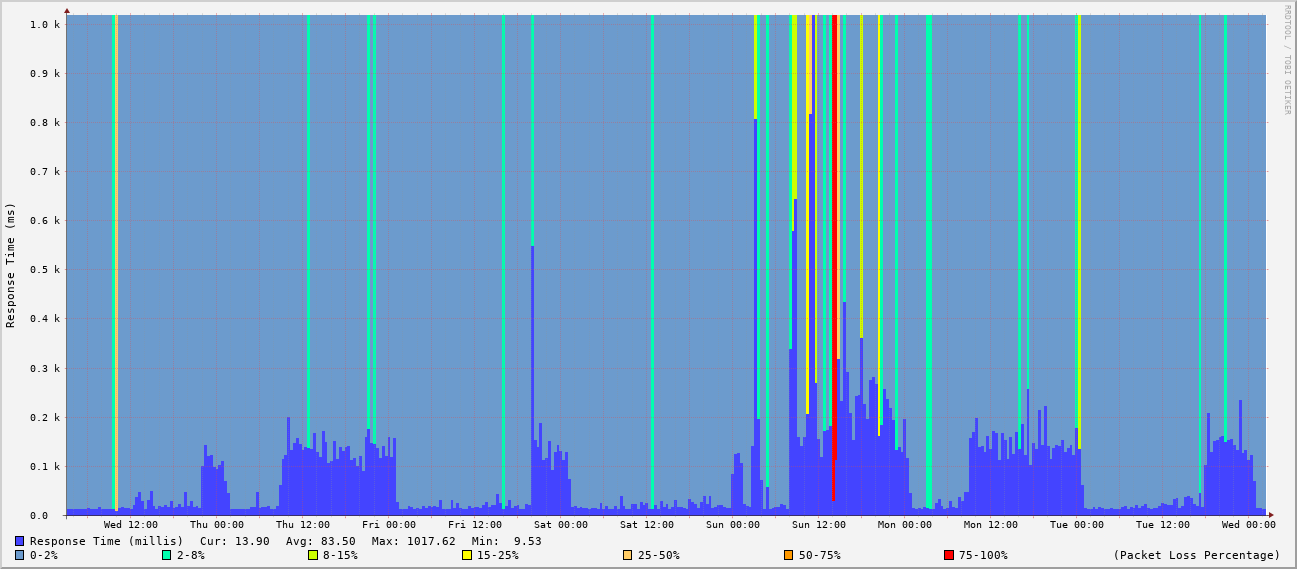 RRDTOOL / TOBI OETIKER
Response Time (ms)
1.0 k
0.9 k
0.8 k
0.7 k
0.6 k
0.5 k
0.4 k
0.3 k
0.2 k
0.1 k
0.0
Wed 12:00 Thu 00:00 Thu 12:00 Fri 00:00 Fri 12:00 Sat 00:00 Sat 12:00 Sun 00:00 Sun 12:00 Mon 00:00 Mon 12:00 Tue 00:00 Tue 12:00 Wed 00:00
Response Time (millis) Cur: 13.90 Avg: 83.50 Max: 1017.62 Min: 9.53
0-2% 2-8% 8-15% 15-25% 25-50% 50-75% 75-100% (Packet Loss Percentage)